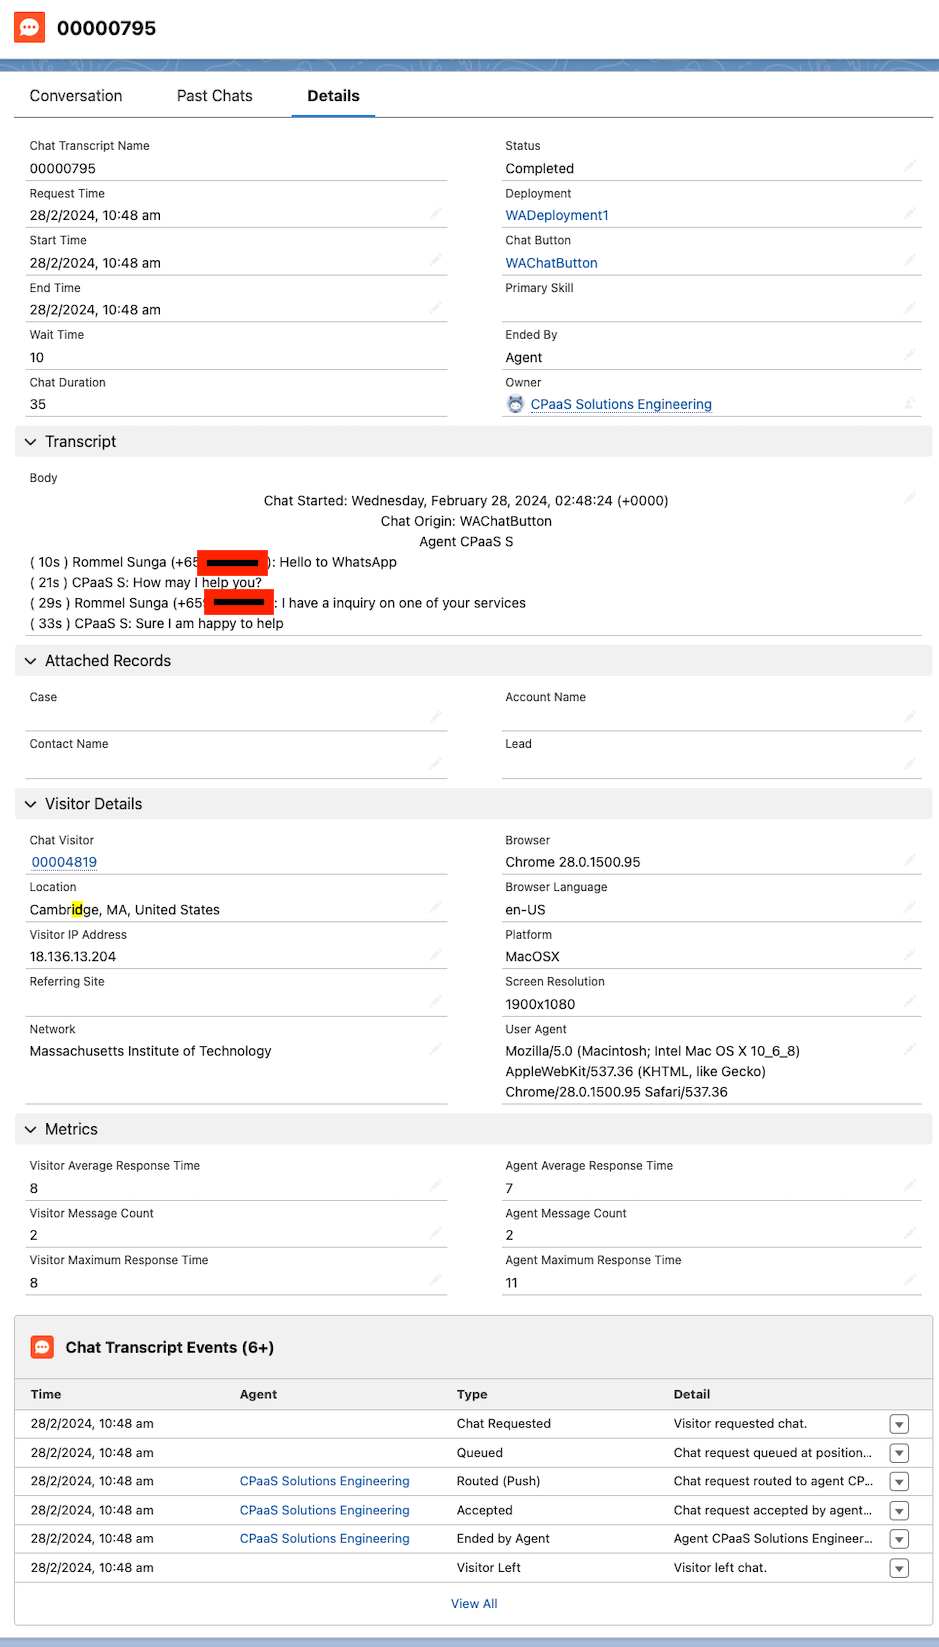 00000795
Conversation Past Chats Details
Chat Transcript Name
00000795
Status
Completed
Request Time
28/2/2024, 10:48 am
Deployment
WADeployment1
Start Time
28/2/2024, 10:48 am
Chat Button
WAChatButton
End Time
28/2/2024, 10:48 am
Primary Skill
Wait Time
10
Ended By
Agent
Chat Duration
35
Owner
CPaaS Solutions Engineering
Transcript
Body
Chat Started: Wednesday, February 28, 2024, 02:48:24 (+0000)
Chat Origin: WAChatButton
Agent CPaaS S
( 10s ) Rommel Sunga (+65 ): Hello to WhatsApp
( 21s ) CPaaS S: How may I help you?
( 29s ) Rommel Sunga (+65 : I have a inquiry on one of your services
( 33s ) CPaaS S: Sure I am happy to help
Attached Records
Case
Account Name
Contact Name
Lead
Visitor Details
Chat Visitor
00004819
Browser
Chrome 28.0.1500.95
Location
Cambridge, MA, United States
Browser Language
en-US
Visitor IP Address
18.136.13.204
Platform
MacOSX
Referring Site
Screen Resolution
1900x1080
Network
Massachusetts Institute of Technology
User Agent
Mozilla/5.0 (Macintosh; Intel Mac OS X 10_6_8)
AppleWebKit/537.36 (KHTML, like Gecko)
Chrome/28.0.1500.95 Safari/537.36
Metrics
Visitor Average Response Time
8
Agent Average Response Time
7
Visitor Message Count
2
Agent Message Count
2
Visitor Maximum Response Time
8
Agent Maximum Response Time
11
Chat Transcript Events (6+)
Time Agent Type Detail
28/2/2024, 10:48 am Chat Requested Visitor requested chat.
28/2/2024, 10:48 am Queued Chat request queued at position...
28/2/2024, 10:48 am CPaaS Solutions Engineering Routed (Push) Chat request routed to agent CP...
28/2/2024, 10:48 am CPaaS Solutions Engineering Accepted Chat request accepted by agent...
28/2/2024, 10:48 am CPaaS Solutions Engineering Ended by Agent Agent CPaaS Solutions Engineer...
28/2/2024, 10:48 am Visitor Left Visitor left chat.
View All